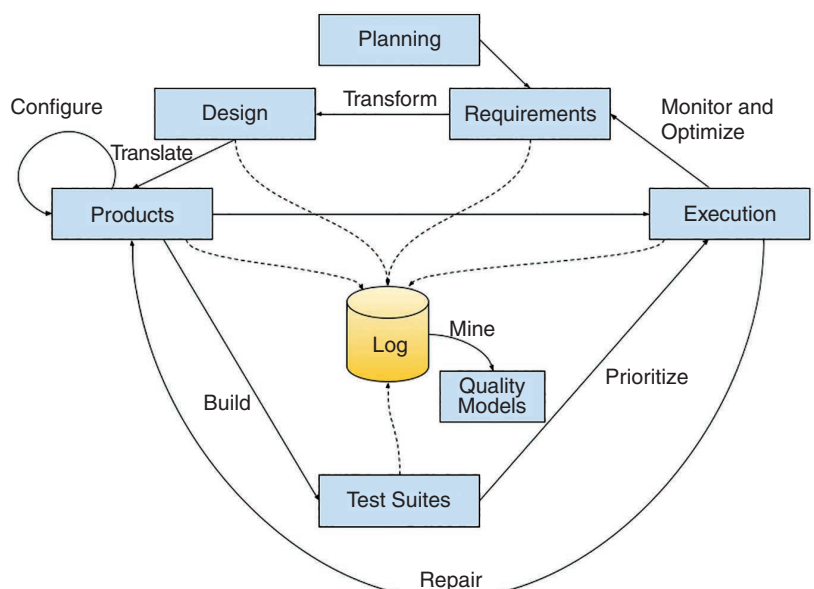 Planning
Configure
Design
Transform
Requirements
Monitor and
Optimize
Translate
Products
Execution
Log
Mine
Quality
Models
Prioritize
Build
Test Suites
Repair